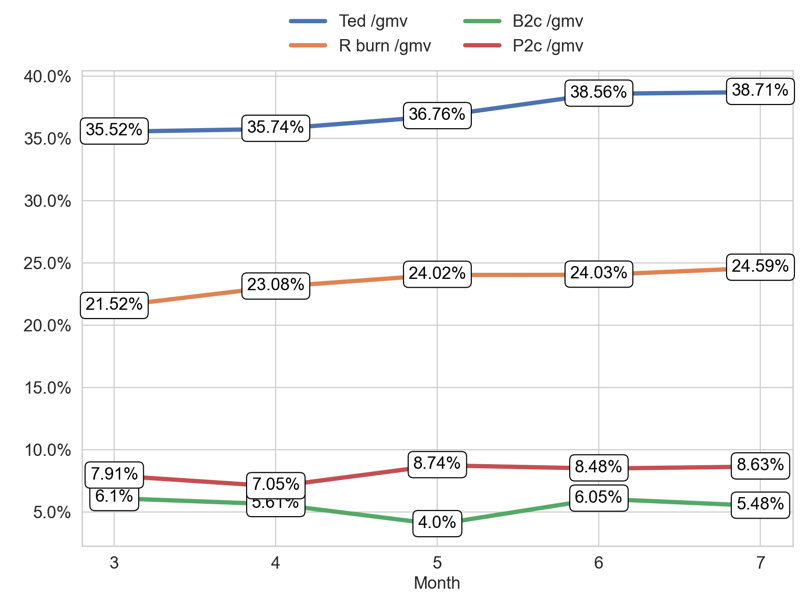 Ted /gmv B2c /gmv
R burn /gmv P2c /gmv
40.0%
38.56% 38.71%
36.76%
35.52% 35.74%
35.0%
30.0%
25.0%
24.02% 24.03% 24.59%
23.08%
21.52%
20.0%
15.0%
10.0%
7.91% 7.05% 8.74% 8.48% 8.63%
6.1% 5.61% 4.0% 6.05% 5.48%
5.0%
3 4 5 6 7
Month